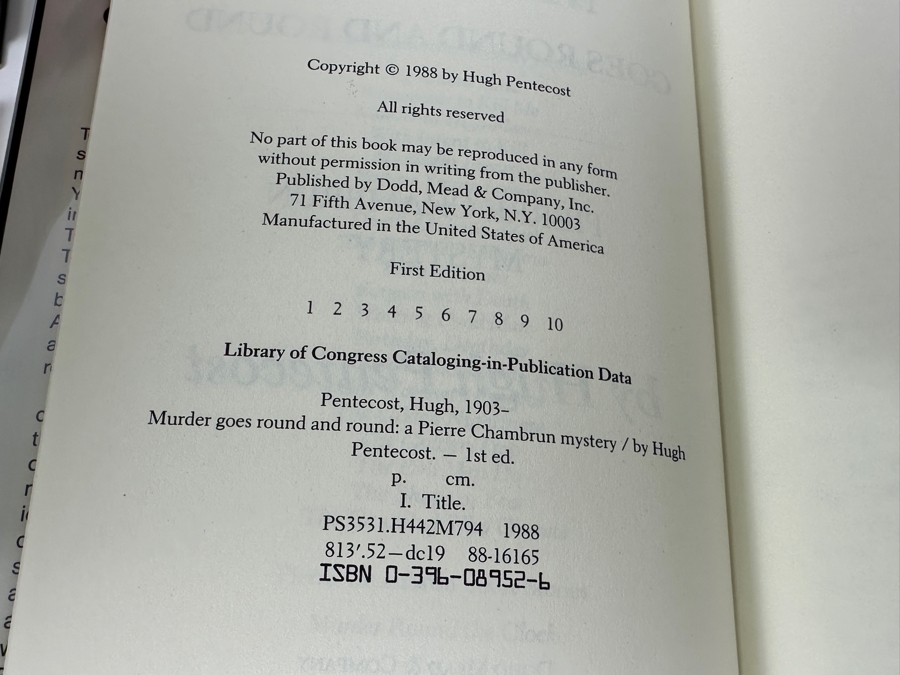 Copyright © 1988 by Hugh Pentecost
All rights reserved
No part of this book may be reproduced in any form
without permission in writing from the publisher.
Published by Dodd, Mead & Company, Inc.
71 Fifth Avenue, New York, N.Y. 10003
Manufactured in the United States of America
First Edition
1 2 3 4 5 6 7 8 9 10
Library of Congress Cataloging-in-Publication Data
Pentecost, Hugh, 1903–
Murder goes round and round: a Pierre Chambrun mystery / by Hugh
Pentecost. — 1st ed.
p. cm.
I. Title.
PS3531.H442M794 1988
813′.52—dc19 88-16165
ISBN 0-396-08952-6